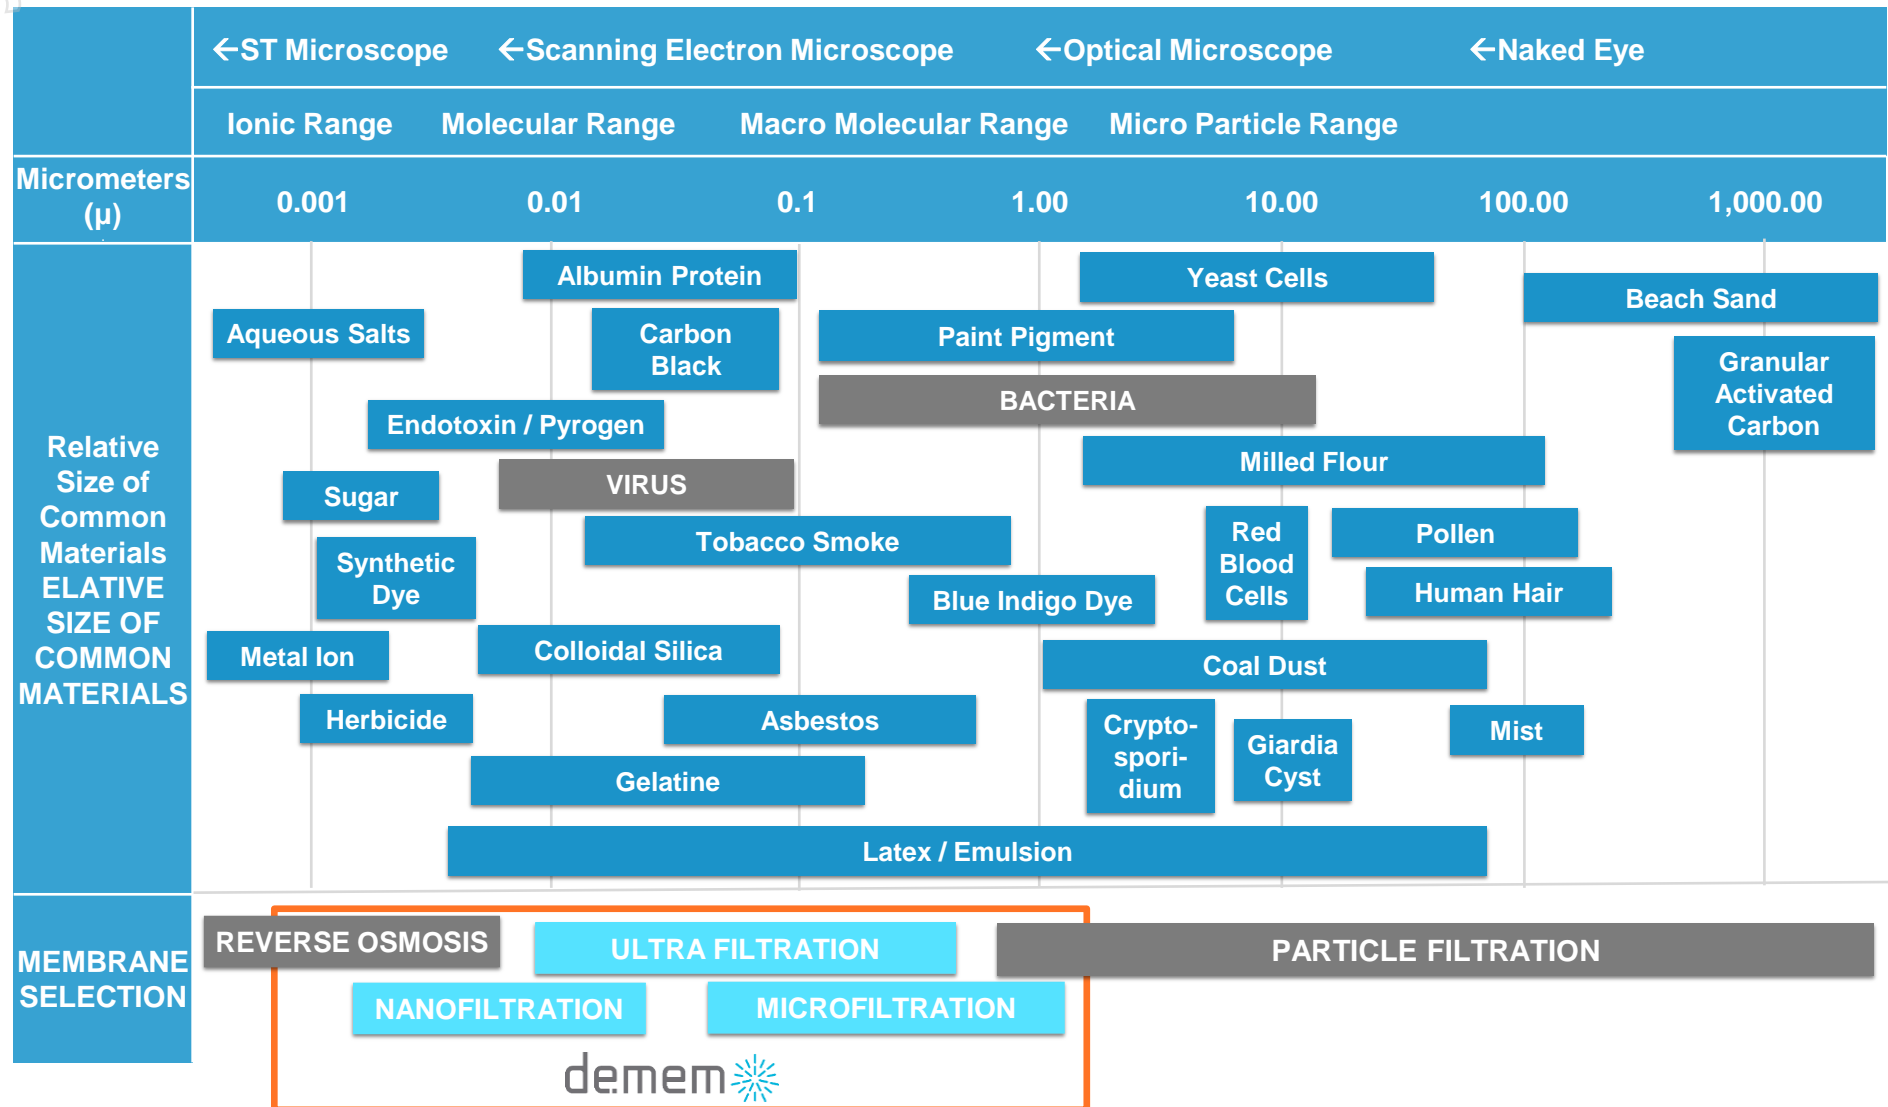 ←ST Microscope
←Scanning Electron Microscope
←Optical Microscope
←Naked Eye
Ionic Range
Molecular Range
Macro Molecular Range
Micro Particle Range
Micrometers
(µ)
0.001
0.01
0.1
1.00
10.00
100.00
1,000.00
Relative
Size of
Common
Materials
ELATIVE
SIZE OF
COMMON
MATERIALS
Albumin Protein
Yeast Cells
Beach Sand
Aqueous Salts
Carbon
Black
Paint Pigment
Granular
Activated
Carbon
BACTERIA
Endotoxin / Pyrogen
Milled Flour
VIRUS
Sugar
Tobacco Smoke
Red
Blood
Cells
Pollen
Synthetic
Dye
Blue Indigo Dye
Human Hair
Metal Ion
Colloidal Silica
Coal Dust
Herbicide
Asbestos
Crypto-
spori-
dium
Giardia
Cyst
Mist
Gelatine
Latex / Emulsion
MEMBRANE
SELECTION
REVERSE OSMOSIS
ULTRA FILTRATION
PARTICLE FILTRATION
NANOFILTRATION
MICROFILTRATION
de.mem